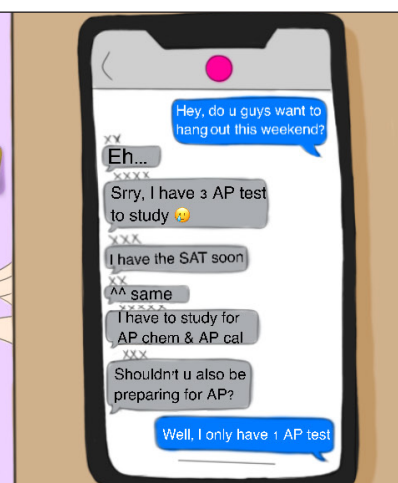 Hey, do u guys want to
hang out this weekend?
xx
Eh...
xxxx
Srry, I have 3 AP test
to study 🥲
xxx
I have the SAT soon
xx
^^ same
xxxxx
I have to study for
AP chem & AP cal
xxx
Shouldn't u also be
preparing for AP?
Well, I only have 1 AP test